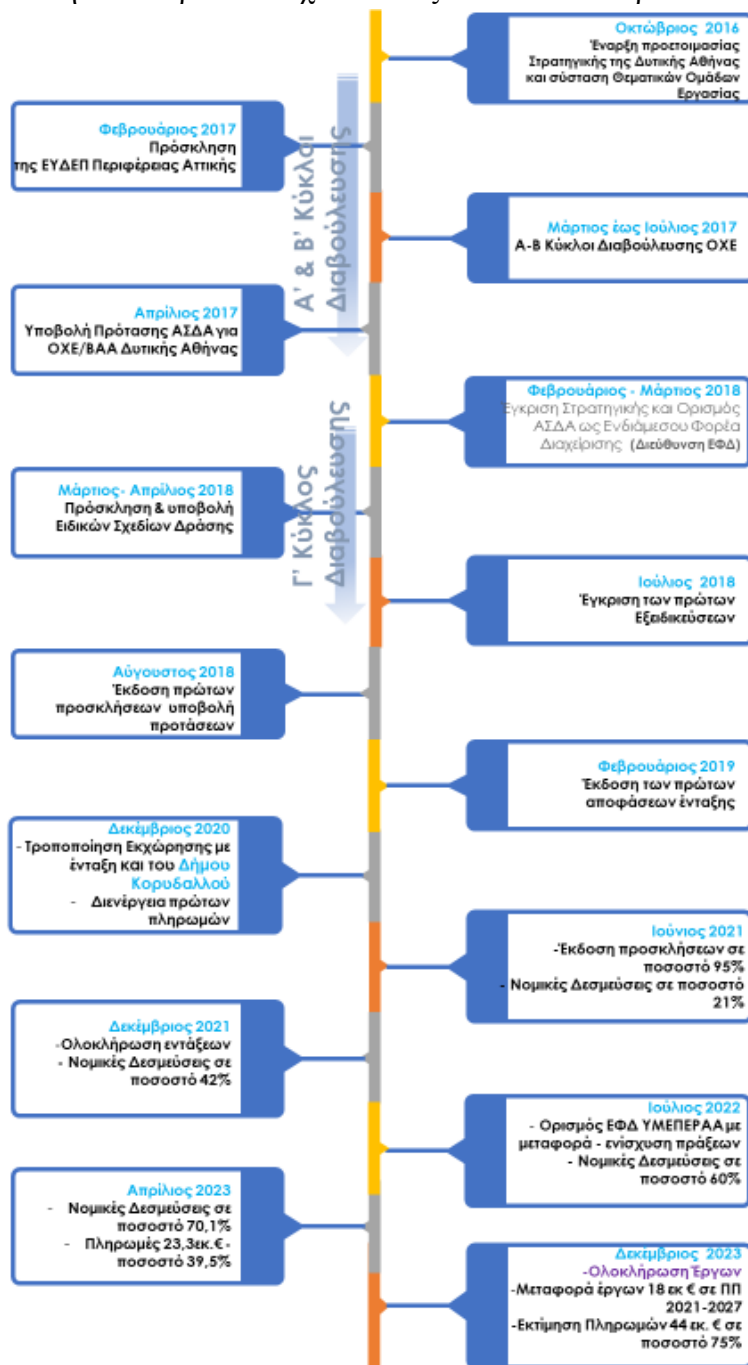 Οκτώβριος 2016
Έναρξη προετοιμασίας
Στρατηγικής της Δυτικής Αθήνας
και σύσταση Θεματικών Ομάδων
Εργασίας
Φεβρουάριος 2017
Πρόσκληση
της ΕΥΔΕΠ Περιφέρειας Αττικής
Α' & Β' Κύκλοι
Διαβούλευσης
Μάρτιος έως Ιούλιος 2017
Α-Β Κύκλοι Διαβούλευσης ΟΧΕ
Απρίλιος 2017
Υποβολή Πρότασης ΑΣΔΑ για
ΟΧΕ/ΒΑΑ Δυτικής Αθήνας
Φεβρουάριος - Μάρτιος 2018
Έγκριση Στρατηγικής και Ορισμός
ΑΣΔΑ ως Ενδιάμεσου Φορέα
Διαχείρισης (Διεύθυνση ΕΦΔ)
Γ' Κύκλος
Διαβούλευσης
Μάρτιος- Απρίλιος 2018
Πρόσκληση & υποβολή
Ειδικών Σχεδίων Δράσης
Ιούλιος 2018
Έγκριση των πρώτων
Εξειδικεύσεων
Αύγουστος 2018
Έκδοση πρώτων
προσκλήσεων υποβολή
προτάσεων
Φεβρουάριος 2019
Έκδοση των πρώτων
αποφάσεων ένταξης
Δεκέμβριος 2020
- Τροποποίηση Εκχώρησης με
ένταξη και του Δήμου
Κορυδαλλού
- Διενέργεια πρώτων
πληρωμών
Ιούνιος 2021
-Έκδοση προσκλήσεων σε
ποσοστό 95%
- Νομικές Δεσμεύσεις σε ποσοστό
21%
Δεκέμβριος 2021
-Ολοκλήρωση εντάξεων
- Νομικές Δεσμεύσεις σε
ποσοστό 42%
Ιούλιος 2022
- Ορισμός ΕΦΔ ΥΜΕΠΕΡΑΑ με
μεταφορά - ενίσχυση πράξεων
- Νομικές Δεσμεύσεις σε
ποσοστό 60%
Απρίλιος 2023
- Νομικές Δεσμεύσεις σε
ποσοστό 70,1%
- Πληρωμές 23,3εκ.€ -
ποσοστό 39,5%
Δεκέμβριος 2023
-Ολοκλήρωση Έργων
-Μεταφορά έργων 18 εκ € σε ΠΠ
2021-2027
-Εκτίμηση Πληρωμών 44 εκ. € σε
ποσοστό 75%